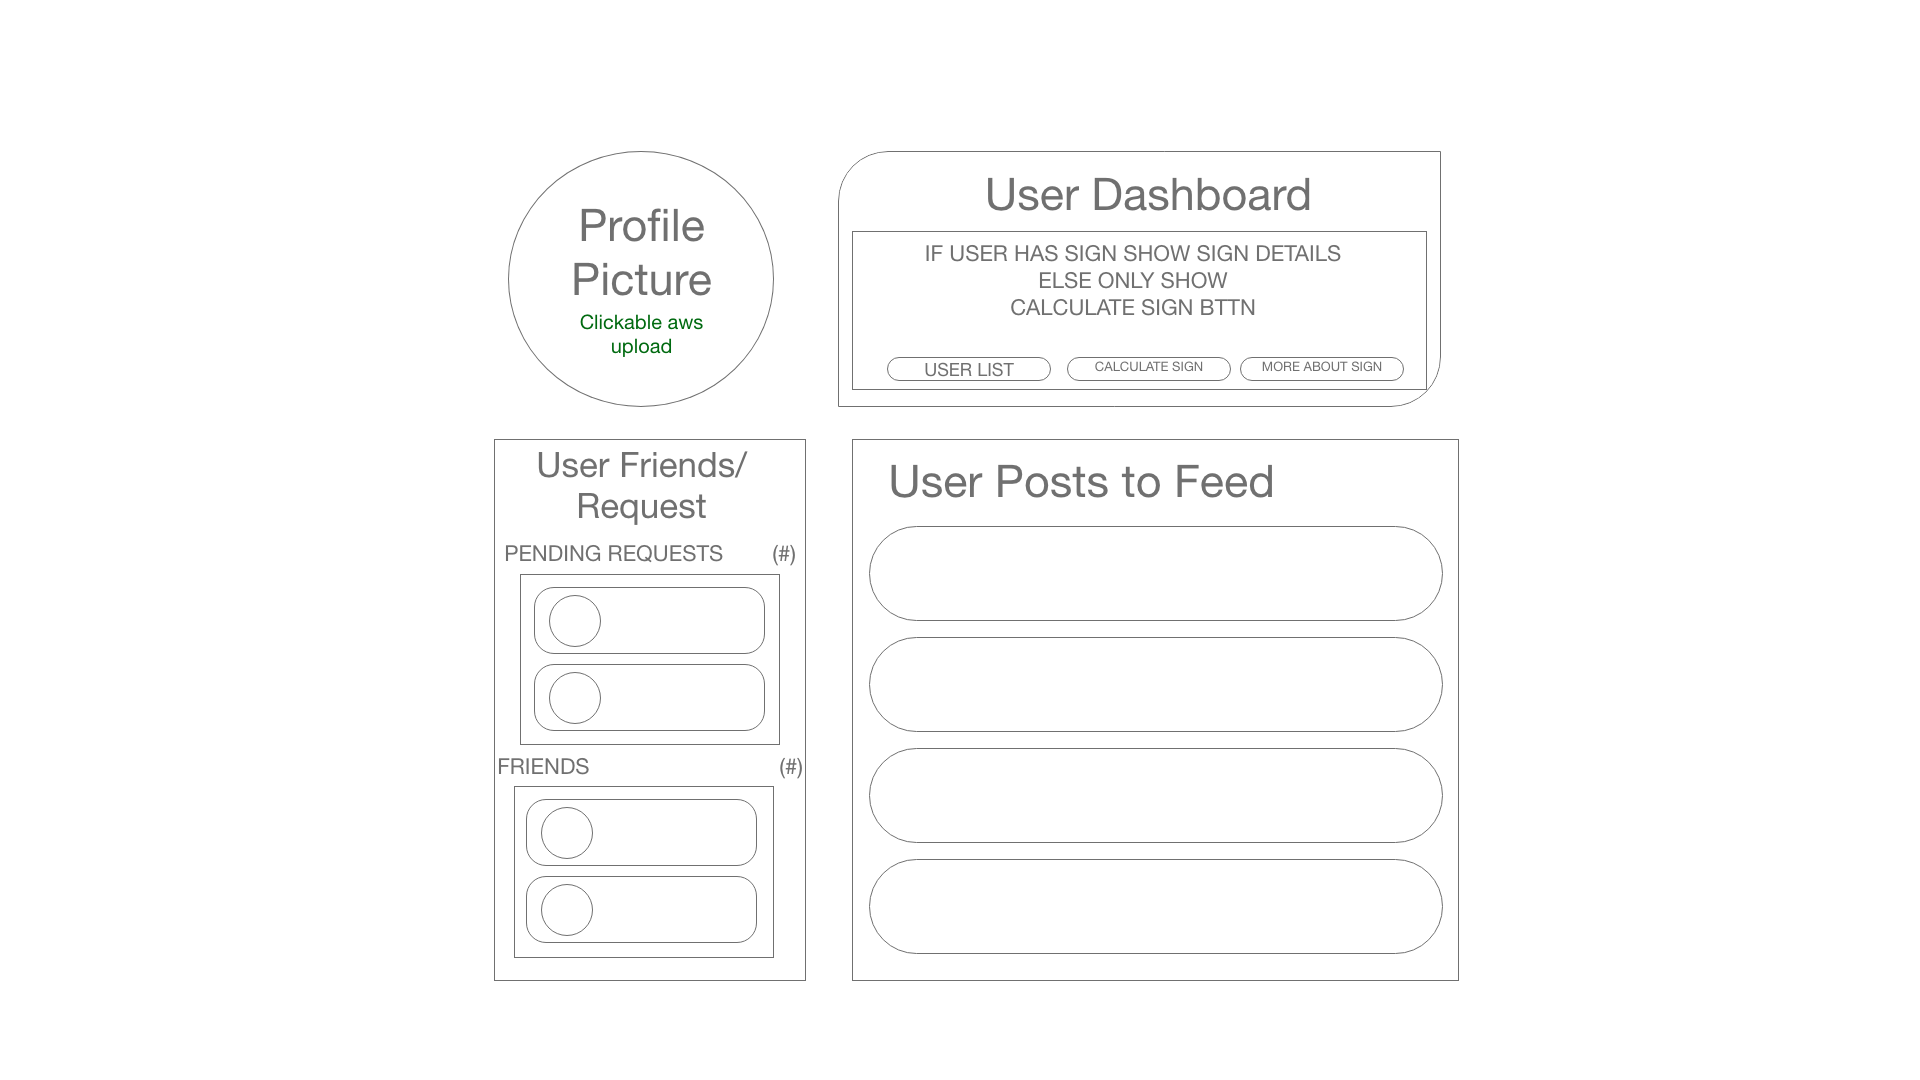 Profile
Picture
Clickable aws
upload
User Dashboard
IF USER HAS SIGN SHOW SIGN DETAILS
ELSE ONLY SHOW
CALCULATE SIGN BTTN
USER LIST
CALCULATE SIGN
MORE ABOUT SIGN
User Friends/
Request
PENDING REQUESTS (#)
FRIENDS (#)
User Posts to Feed